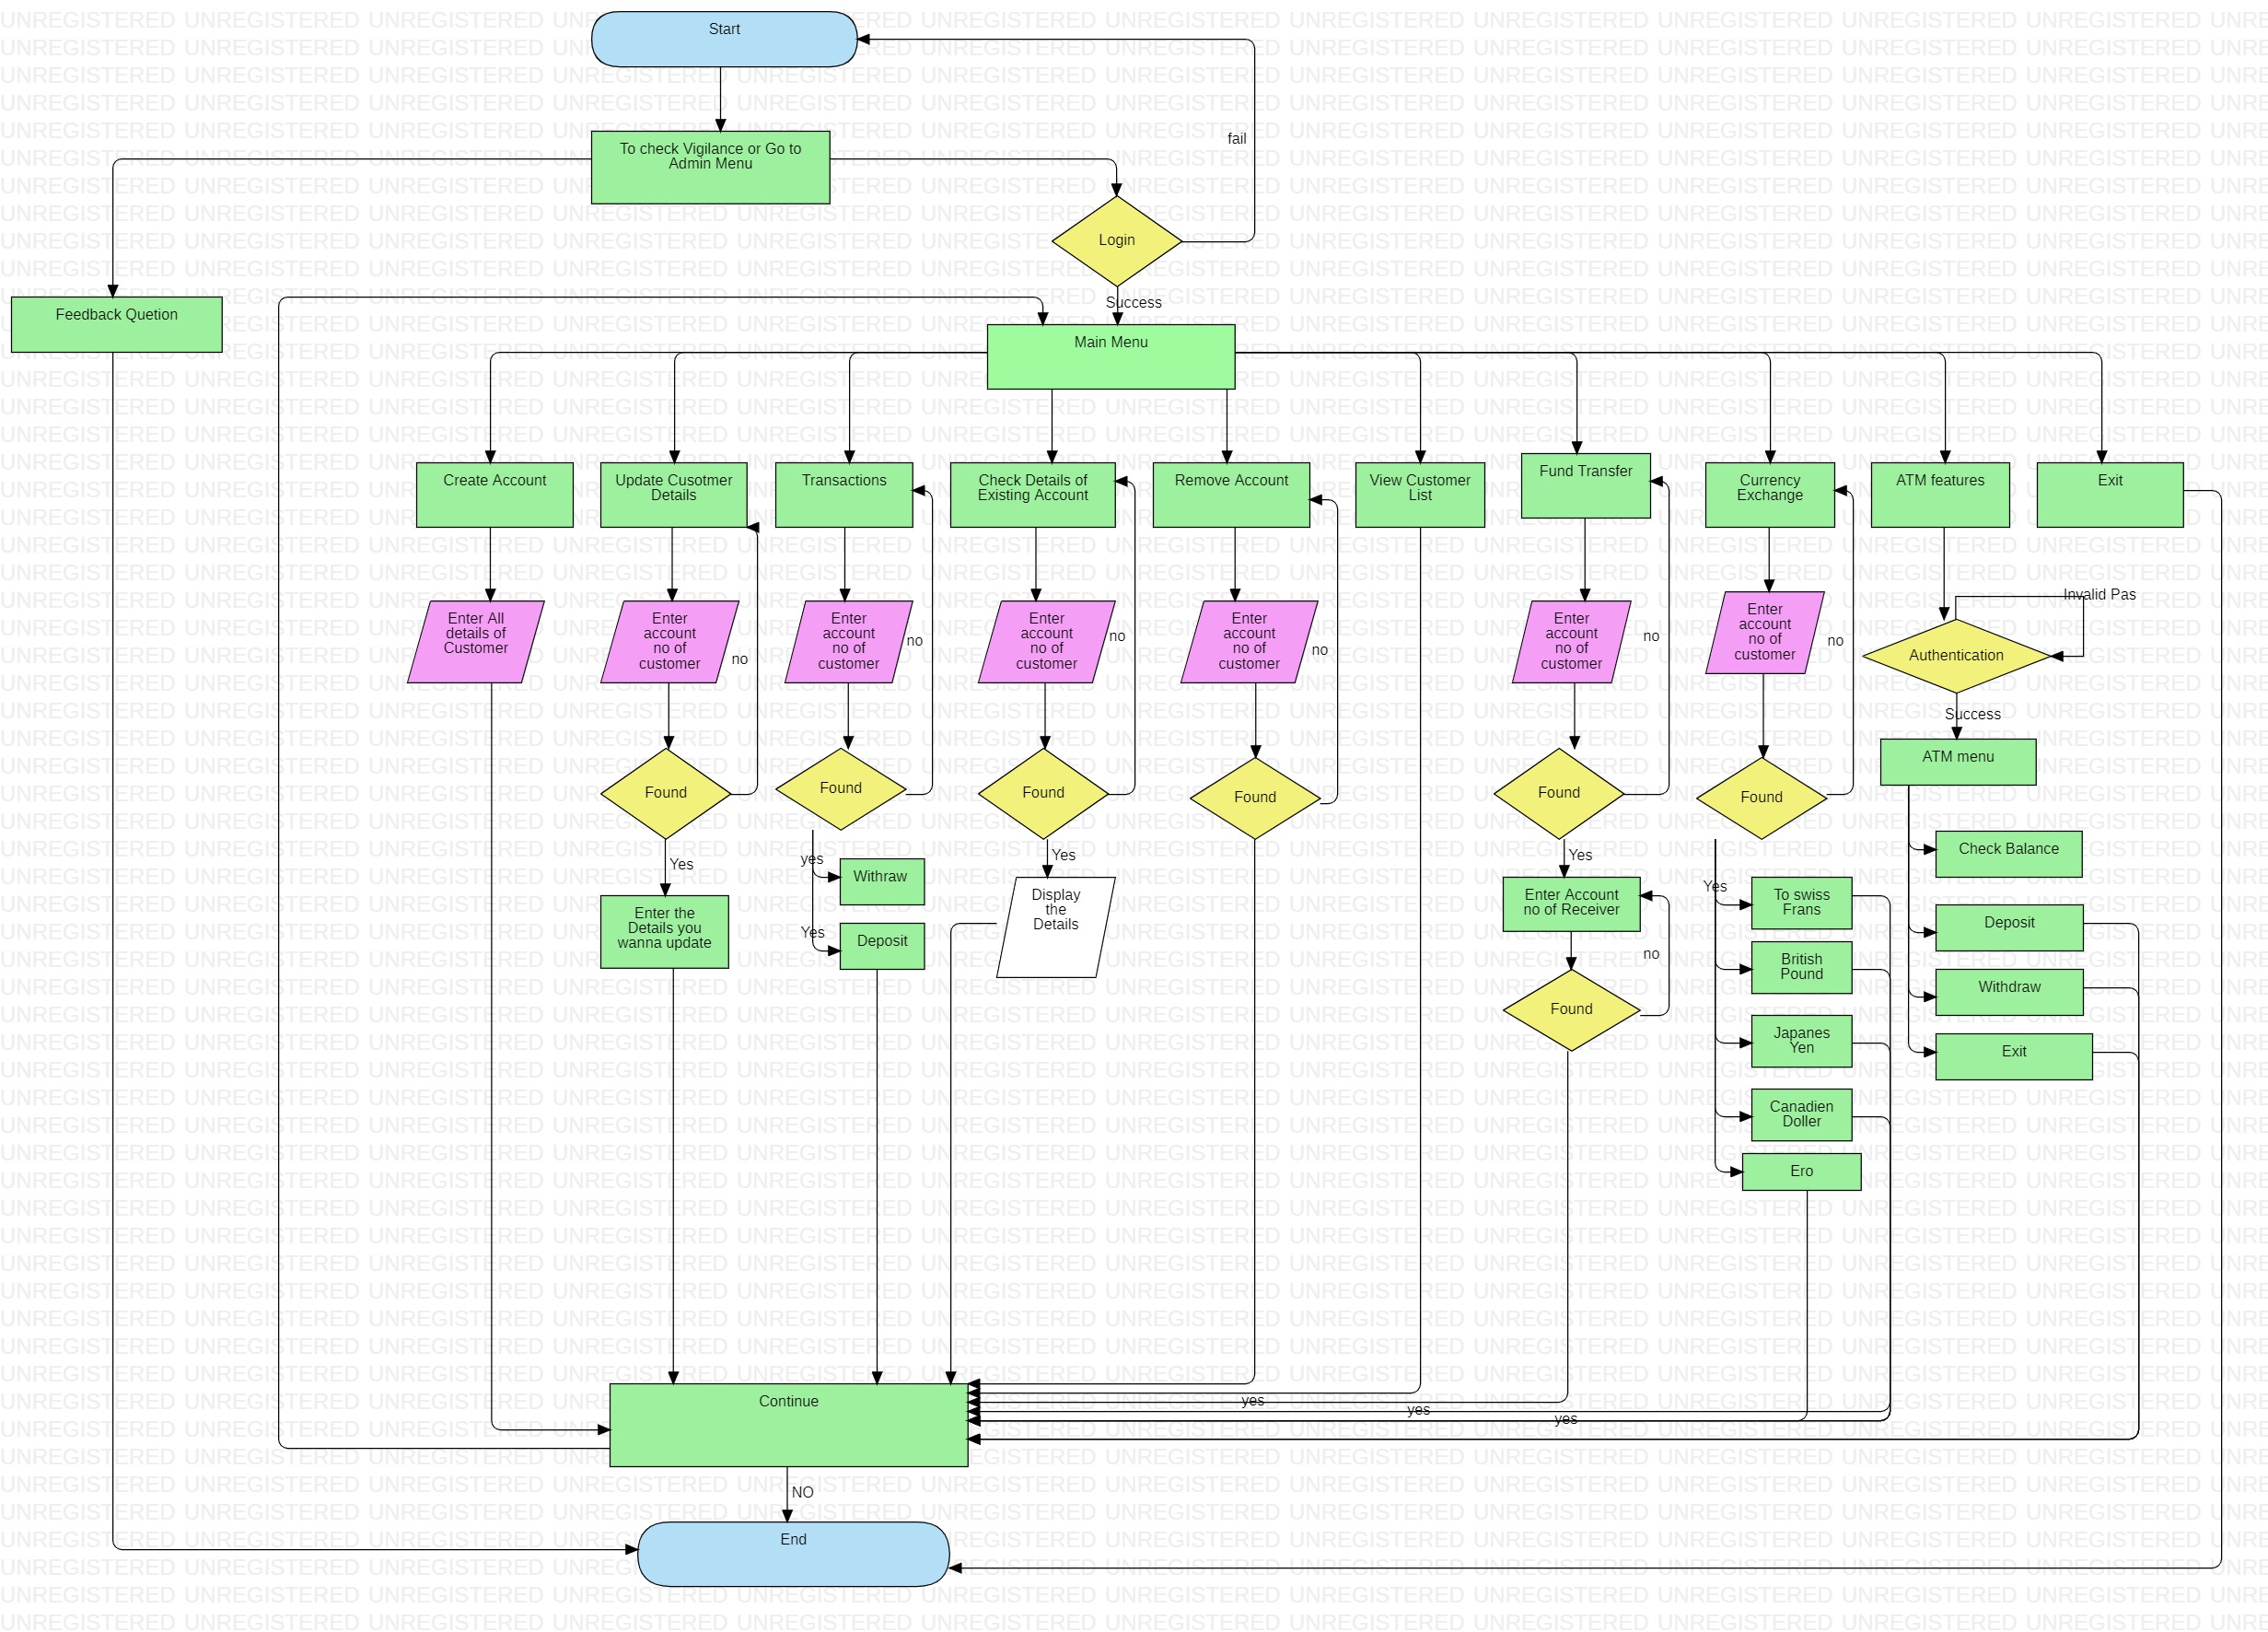 Start
fail
To check Vigilance or Go to
Admin Menu
Login
Success
Feedback Quetion
Main Menu
Create Account
Update Cusotmer
Details
Transactions
Check Details of
Existing Account
Remove Account
View Customer
List
Fund Transfer
Currency
Exchange
ATM features
Exit
Enter All
details of
Customer
Enter
account
no of
customer
no
Enter
account
no of
customer
no
Enter
account
no of
customer
no
Enter
account
no of
customer
no
Enter
account
no of
customer
no
Enter
account
no of
customer
no
Invalid Pas
Authentication
Success
ATM menu
Found
Found
Found
Found
Found
Found
Yes
yes
Yes
Yes
Yes
Yes
Enter the
Details you
wanna update
Withraw
Deposit
Display
the
Details
Enter Account
no of Receiver
no
Found
To swiss
Frans
British
Pound
Japanes
Yen
Canadien
Doller
Ero
Check Balance
Deposit
Withdraw
Exit
Continue
yes
yes
yes
NO
End
UNREGISTERED